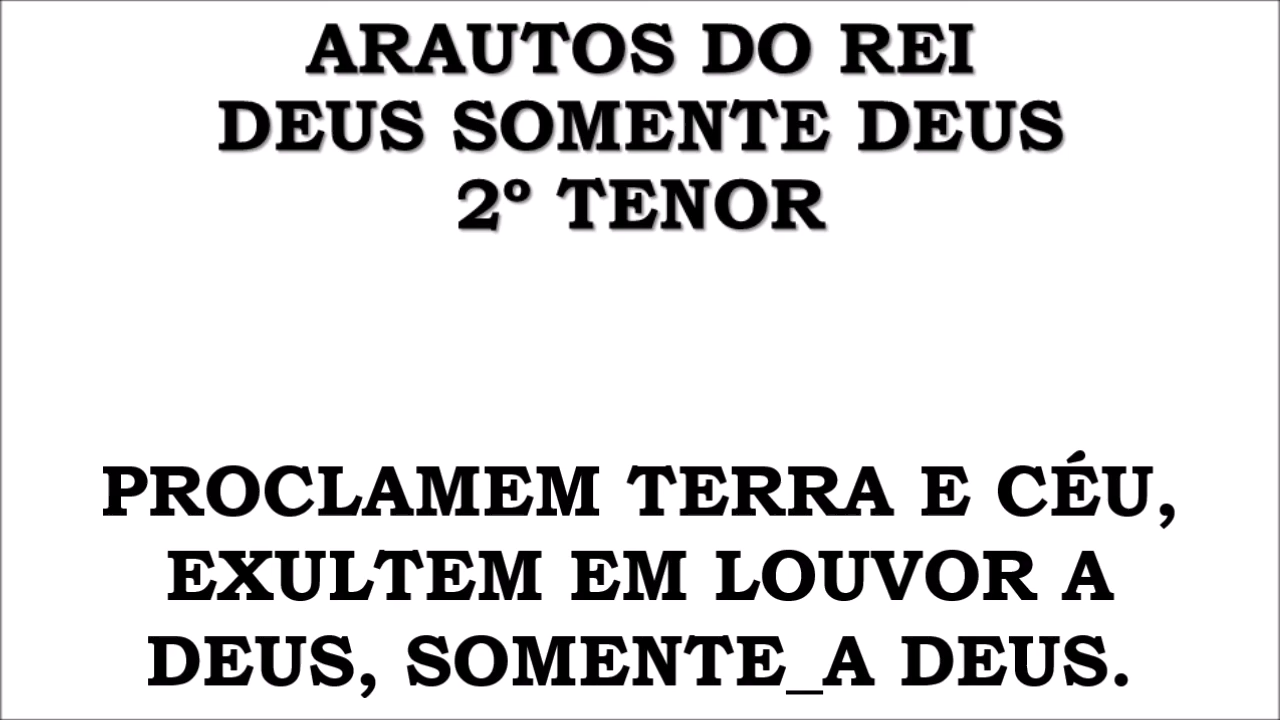 ARAUTOS DO REI
DEUS SOMENTE DEUS
2º TENOR
PROCLAMEM TERRA E CÉU,
EXULTEM EM LOUVOR A
DEUS, SOMENTE_A DEUS.